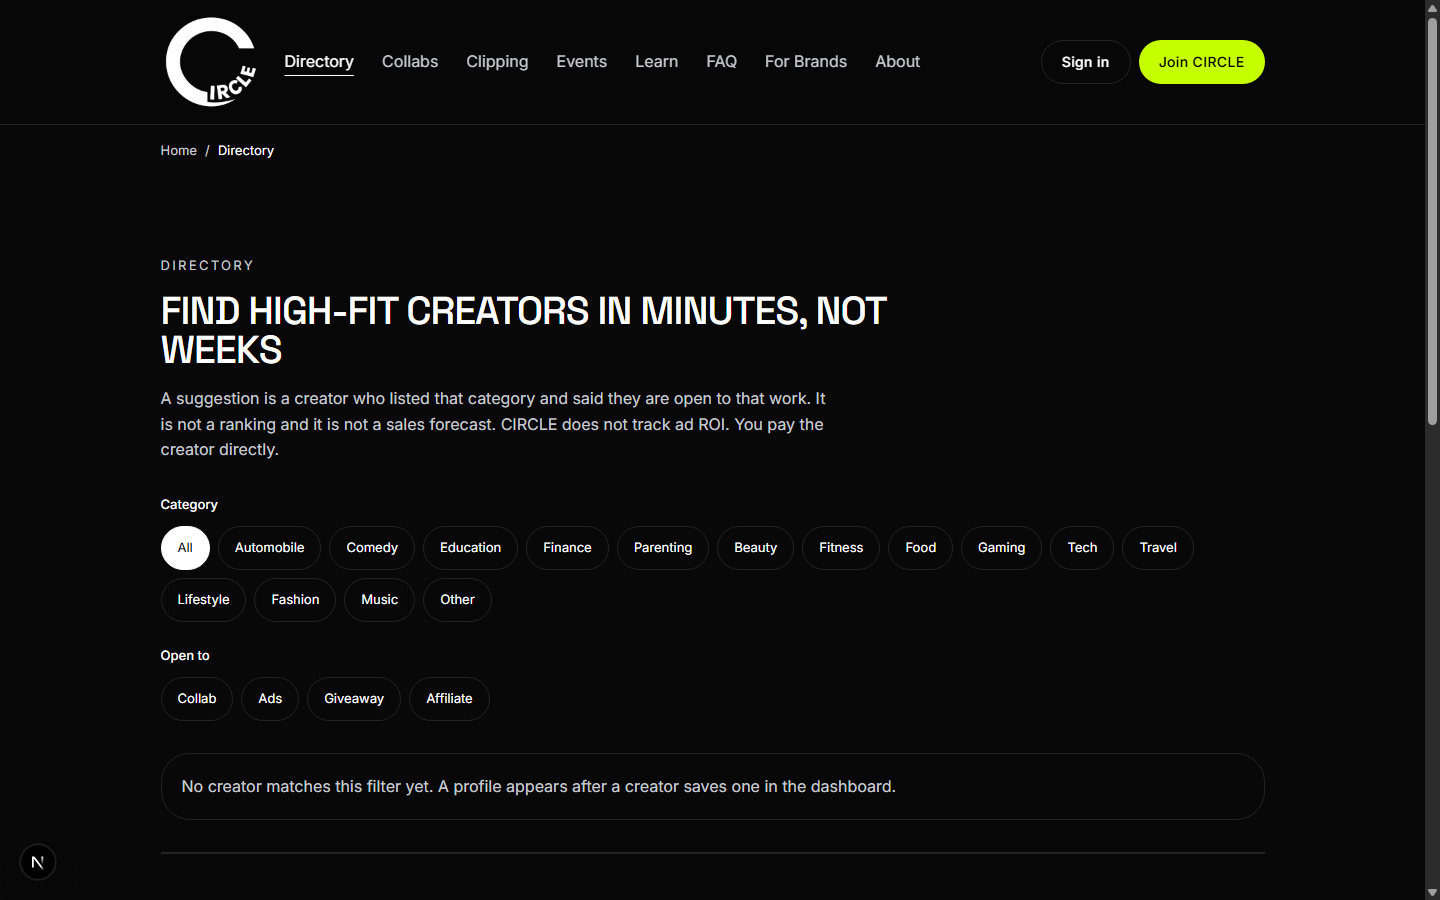 CIRCLE
Directory
Collabs
Clipping
Events
Learn
FAQ
For Brands
About
Sign in
Join CIRCLE
Home / Directory
DIRECTORY
FIND HIGH-FIT CREATORS IN MINUTES, NOT
WEEKS
A suggestion is a creator who listed that category and said they are open to that work. It
is not a ranking and it is not a sales forecast. CIRCLE does not track ad ROI. You pay the
creator directly.
Category
All
Automobile
Comedy
Education
Finance
Parenting
Beauty
Fitness
Food
Gaming
Tech
Travel
Lifestyle
Fashion
Music
Other
Open to
Collab
Ads
Giveaway
Affiliate
No creator matches this filter yet. A profile appears after a creator saves one in the dashboard.
N